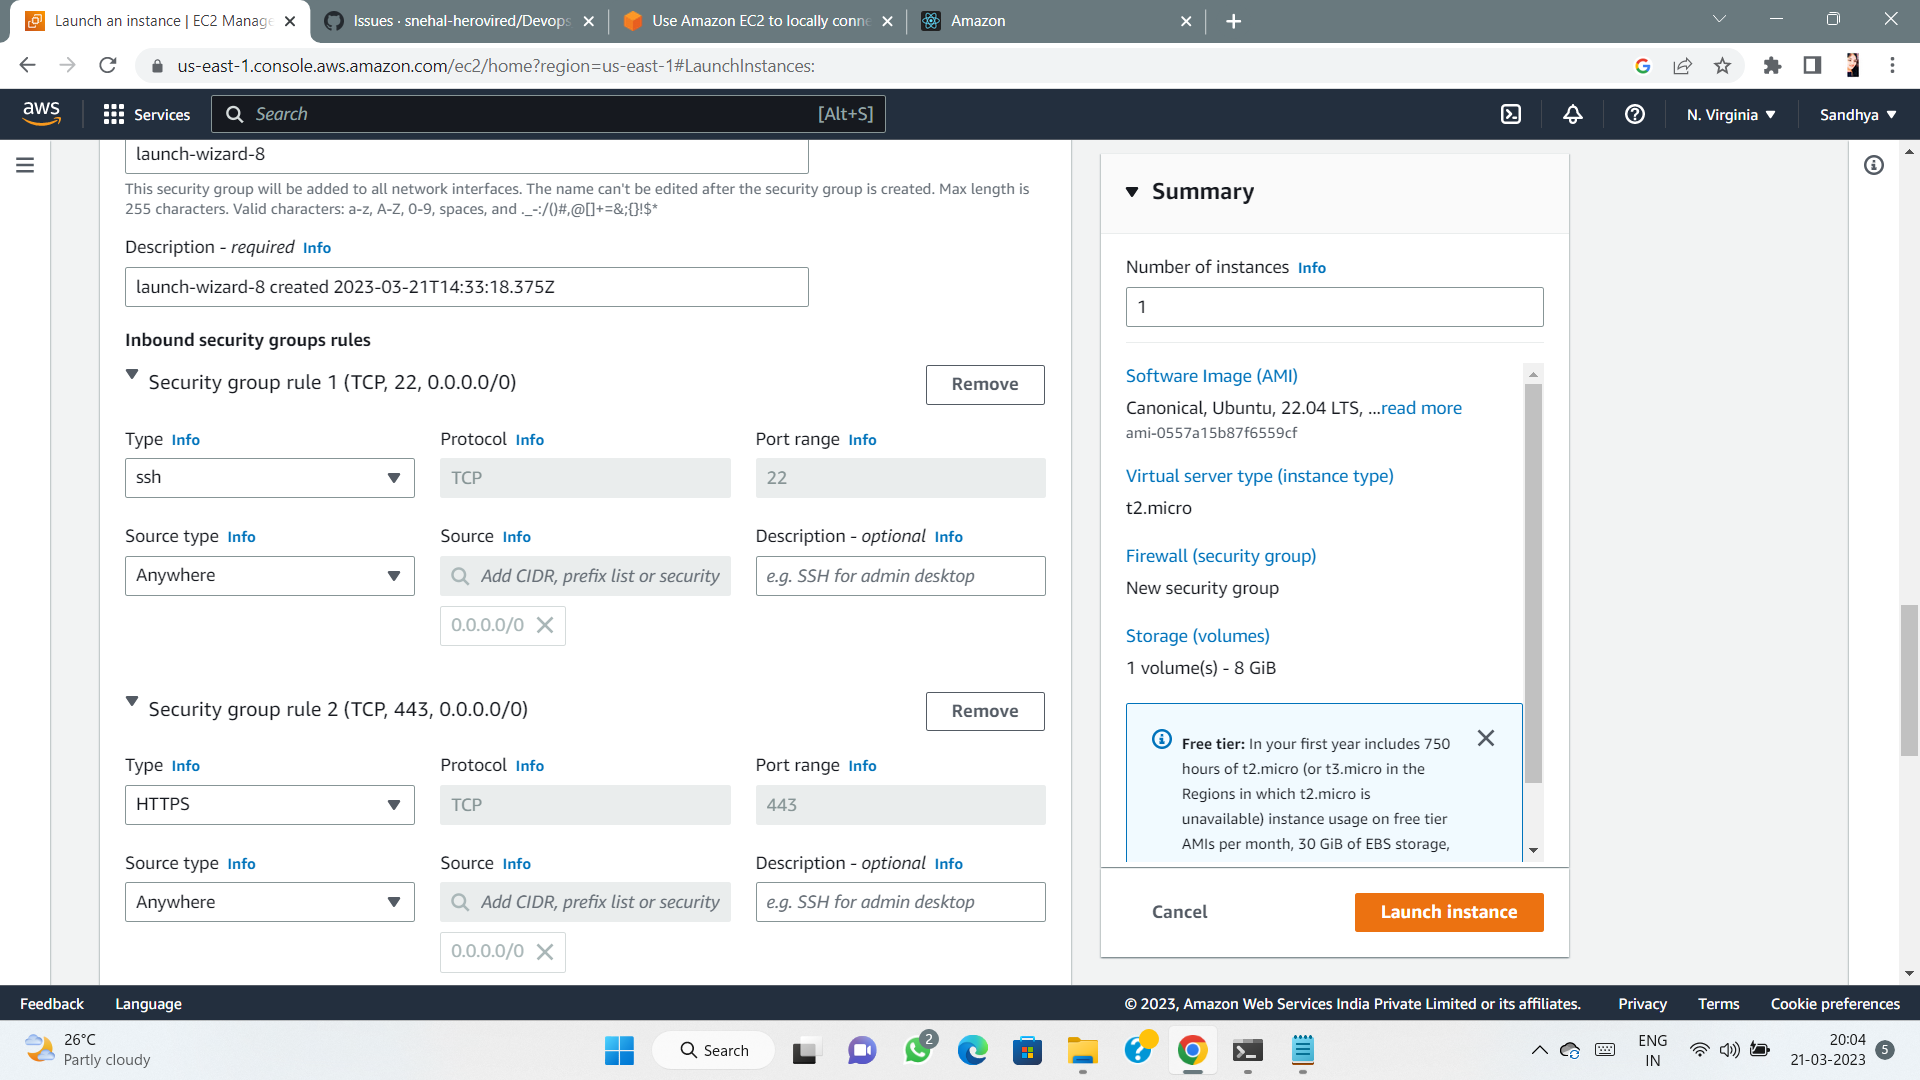 Launch an instance | EC2 Manage
Issues · snehal-herovired/Devops
Use Amazon EC2 to locally conne
Amazon
us-east-1.console.aws.amazon.com/ec2/home?region=us-east-1#LaunchInstances:
aws
Services
Search
[Alt+S]
N. Virginia
Sandhya
launch-wizard-8
This security group will be added to all network interfaces. The name can't be edited after the security group is created. Max length is
255 characters. Valid characters: a-z, A-Z, 0-9, spaces, and ._-:/()#,@[]+=&;{}!$*
Description - required Info
launch-wizard-8 created 2023-03-21T14:33:18.375Z
Inbound security groups rules
Security group rule 1 (TCP, 22, 0.0.0.0/0)
Remove
Type Info
Protocol Info
Port range Info
ssh
TCP
22
Source type Info
Source Info
Description - optional Info
Anywhere
Add CIDR, prefix list or security
e.g. SSH for admin desktop
0.0.0.0/0
Security group rule 2 (TCP, 443, 0.0.0.0/0)
Remove
Type Info
Protocol Info
Port range Info
HTTPS
TCP
443
Source type Info
Source Info
Description - optional Info
Anywhere
Add CIDR, prefix list or security
e.g. SSH for admin desktop
0.0.0.0/0
Summary
Number of instances Info
1
Software Image (AMI)
Canonical, Ubuntu, 22.04 LTS, ...read more
ami-0557a15b87f6559cf
Virtual server type (instance type)
t2.micro
Firewall (security group)
New security group
Storage (volumes)
1 volume(s) - 8 GiB
Free tier: In your first year includes 750
hours of t2.micro (or t3.micro in the
Regions in which t2.micro is
unavailable) instance usage on free tier
AMIs per month, 30 GiB of EBS storage,
Cancel
Launch instance
Feedback
Language
© 2023, Amazon Web Services India Private Limited or its affiliates.
Privacy
Terms
Cookie preferences
26°C
Partly cloudy
Search
2
ENG
IN
20:04
21-03-2023
5